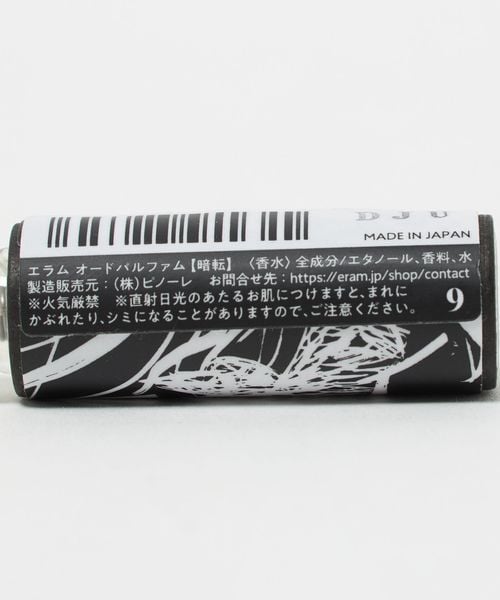 MADE IN JAPAN
エラム オードパルファム【暗転】 〈香水〉 全成分/エタノール、香料、水
製造販売元：(株)ピノーレ お問合せ先：https://eram.jp/shop/contact
※火気厳禁 ※直射日光のあたるお肌につけますと、まれに
かぶれたり、シミになることがありますので、ご注意ください。
9